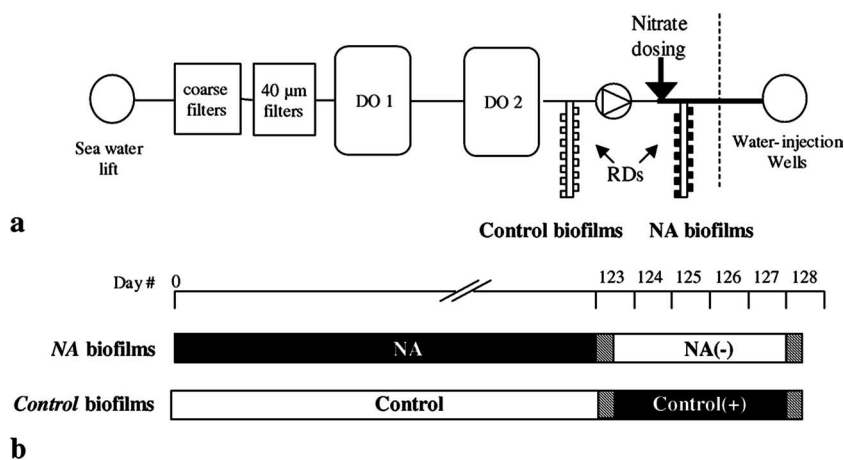 Nitrate
dosing
coarse
filters
40 µm
filters
DO 1
DO 2
Sea water
lift
RDs
Water-injection
Wells
a
Control biofilms
NA biofilms
Day #
0
123
124
125
126
127
128
NA biofilms
NA
NA(-)
Control biofilms
Control
Control(+)
b